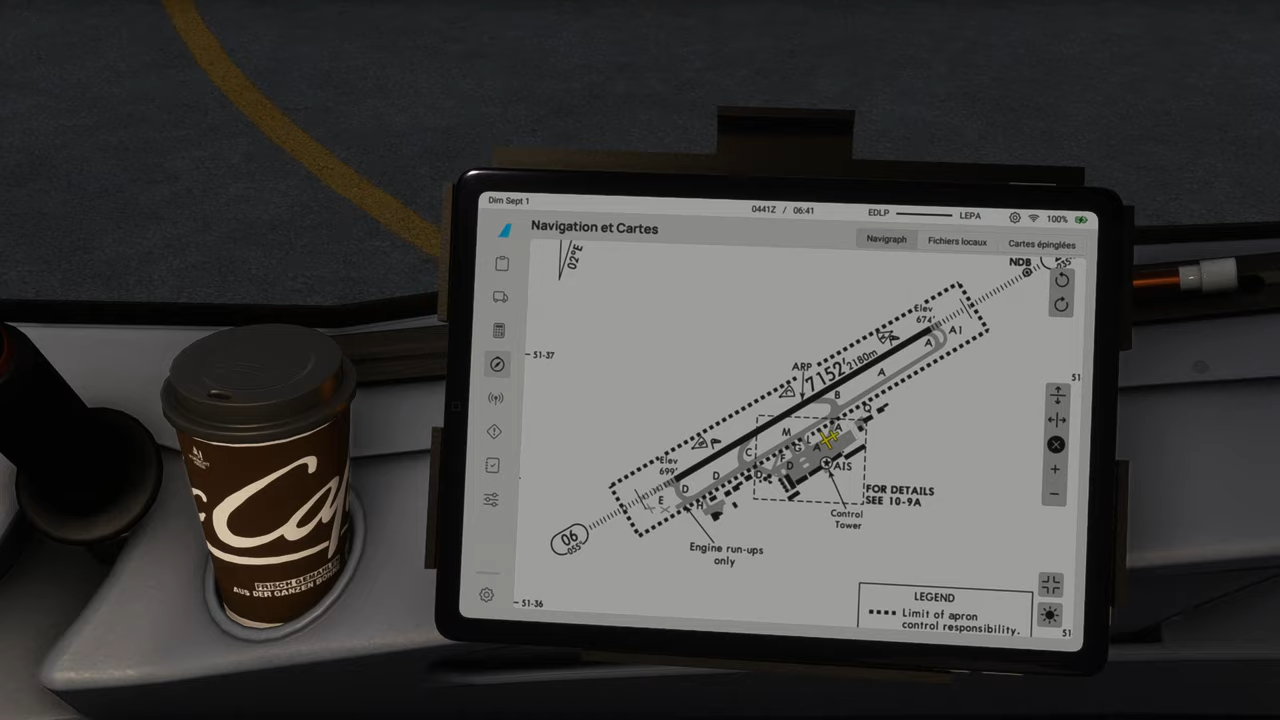 Dim Sept 1
0441Z / 06:41
EDLP
LEPA
100%
Navigation et Cartes
Navigraph
Fichiers locaux
Cartes épinglées
02°E
NDB
035°
Elev
674'
A1
A
51-37
ARP
7152' 2180m
A
51
B
Q
M
A
L
G
A
C
F
Elev
699'
D
D
D
D
AIS
E
H
FOR DETAILS
SEE 10-9A
Control
Tower
06
055°
Engine run-ups
only
LEGEND
Limit of apron
control responsibility.
51-36
51
Caf
FRISCH GEMAHLEN
AUS DER GANZEN BOHNE